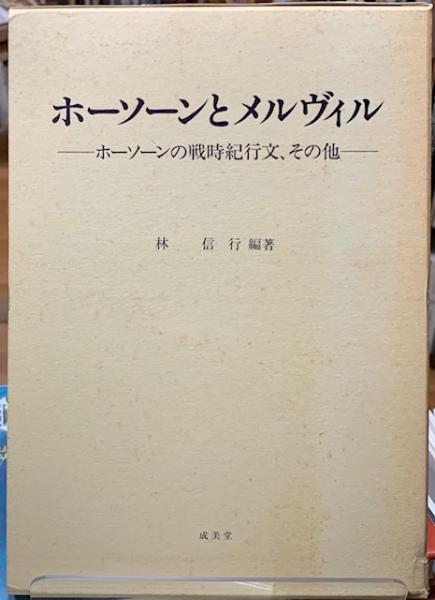 ホーソーンとメルヴィル
──ホーソーンの戦時紀行文、その他──
林 信行 編著
成美堂